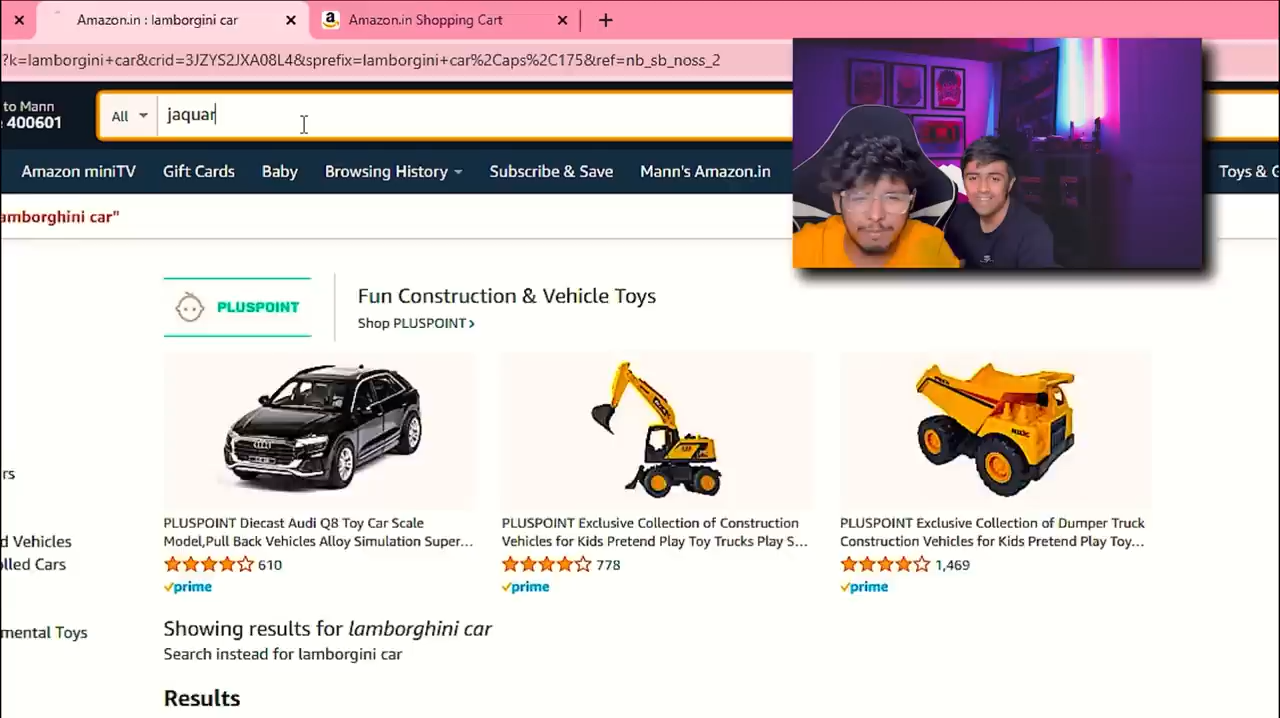 Amazon.in : lamborgini car
Amazon.in Shopping Cart
?k=lamborgini+car&crid=3JZYS2JXA08L4&sprefix=lamborgini+car%2Caps%2C175&ref=nb_sb_noss_2
to Mann
400601
All
jaquar
Amazon miniTV
Gift Cards
Baby
Browsing History
Subscribe & Save
Mann's Amazon.in
Toys & G
amborghini car"
PLUSPOINT
Fun Construction & Vehicle Toys
Shop PLUSPOINT
rs
d Vehicles
olled Cars
mental Toys
PLUSPOINT Diecast Audi Q8 Toy Car Scale
Model,Pull Back Vehicles Alloy Simulation Super...
610
prime
PLUSPOINT Exclusive Collection of Construction
Vehicles for Kids Pretend Play Toy Trucks Play S...
778
prime
PLUSPOINT Exclusive Collection of Dumper Truck
Construction Vehicles for Kids Pretend Play Toy...
1,469
prime
Showing results for lamborghini car
Search instead for lamborgini car
Results